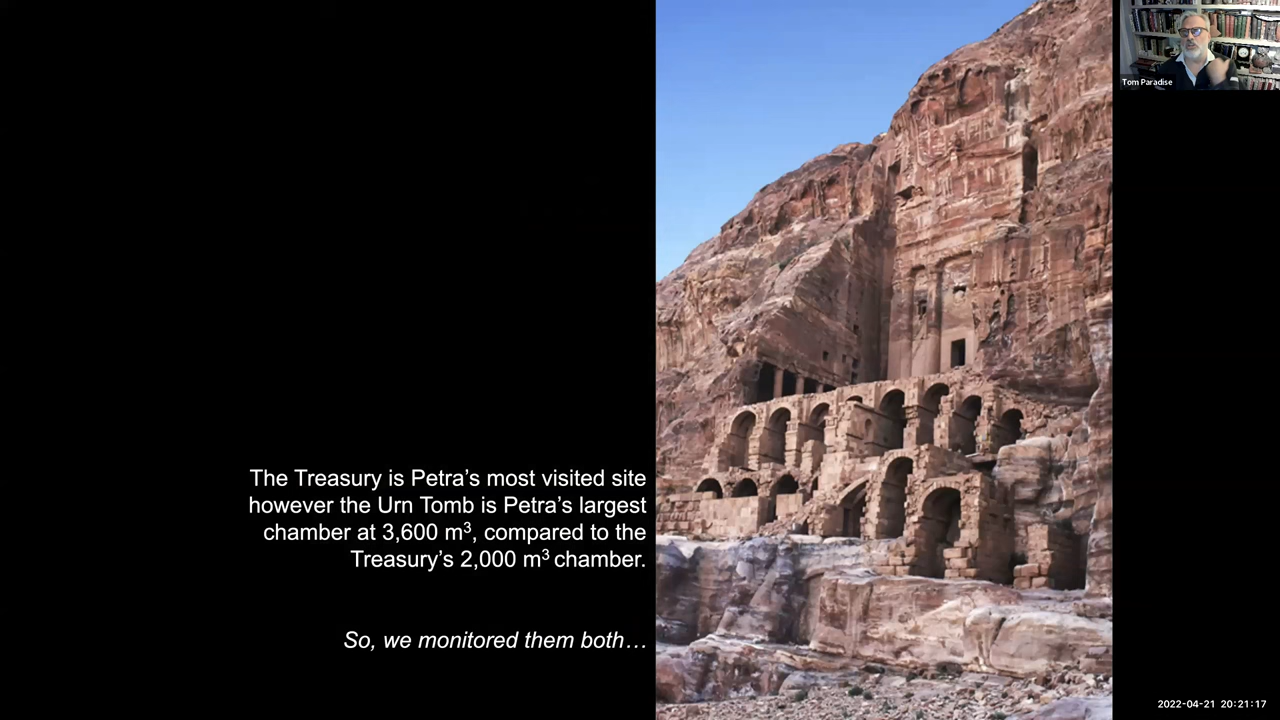 Tom Paradise
The Treasury is Petra's most visited site
however the Urn Tomb is Petra's largest
chamber at 3,600 m³, compared to the
Treasury's 2,000 m³ chamber.
So, we monitored them both…
2022-04-21 20:21:17